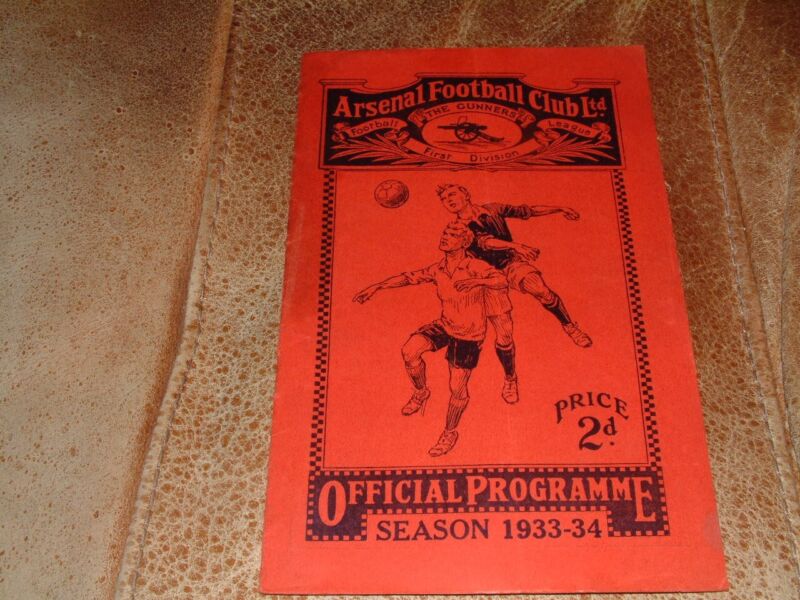 Arsenal Football Club Ltd.
"THE GUNNERS"
Football League
First Division
PRICE
2d.
OFFICIAL PROGRAMME
SEASON 1933-34